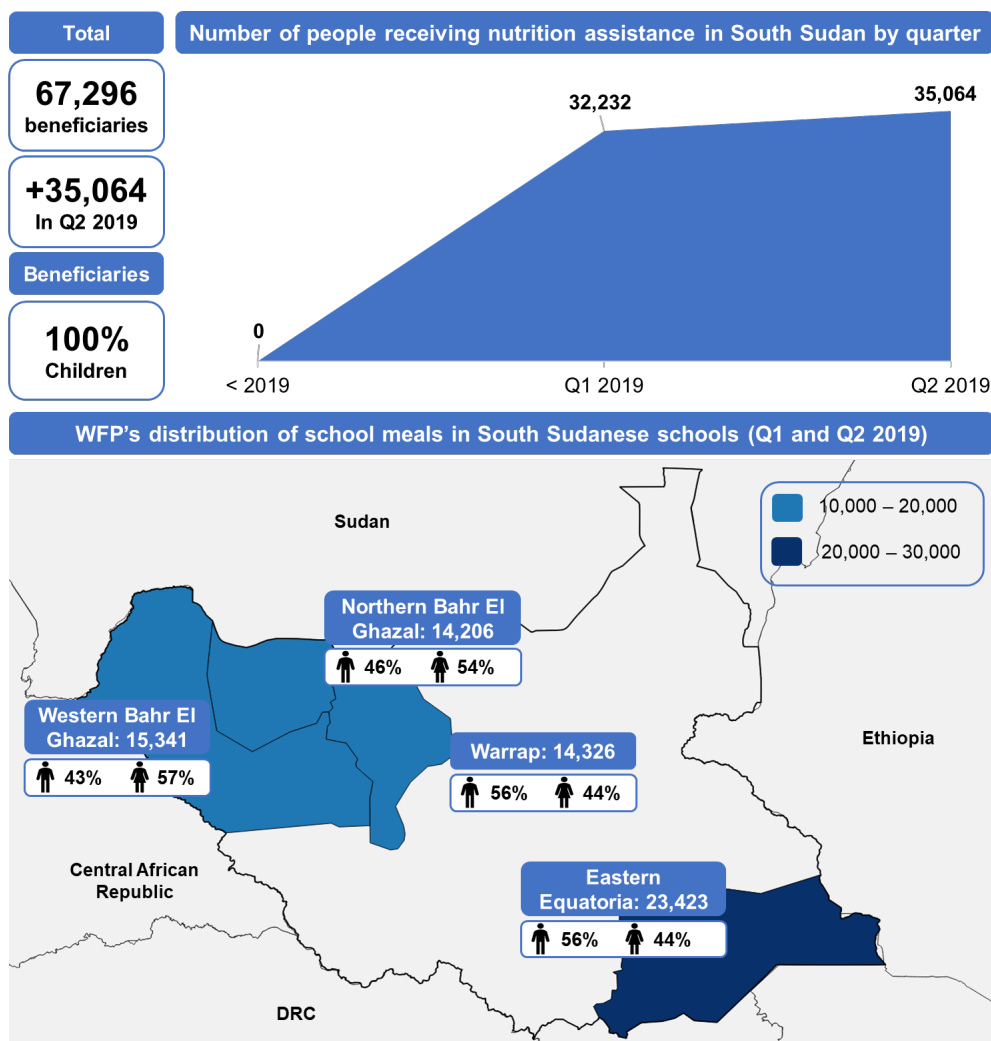 Total
67,296
beneficiaries
+35,064
In Q2 2019
Beneficiaries
100%
Children
Number of people receiving nutrition assistance in South Sudan by quarter
0
32,232
35,064
< 2019
Q1 2019
Q2 2019
WFP's distribution of school meals in South Sudanese schools (Q1 and Q2 2019)
10,000 – 20,000
20,000 – 30,000
Sudan
Northern Bahr El
Ghazal: 14,206
46% 54%
Western Bahr El
Ghazal: 15,341
43% 57%
Warrap: 14,326
56% 44%
Ethiopia
Central African
Republic
Eastern
Equatoria: 23,423
56% 44%
DRC